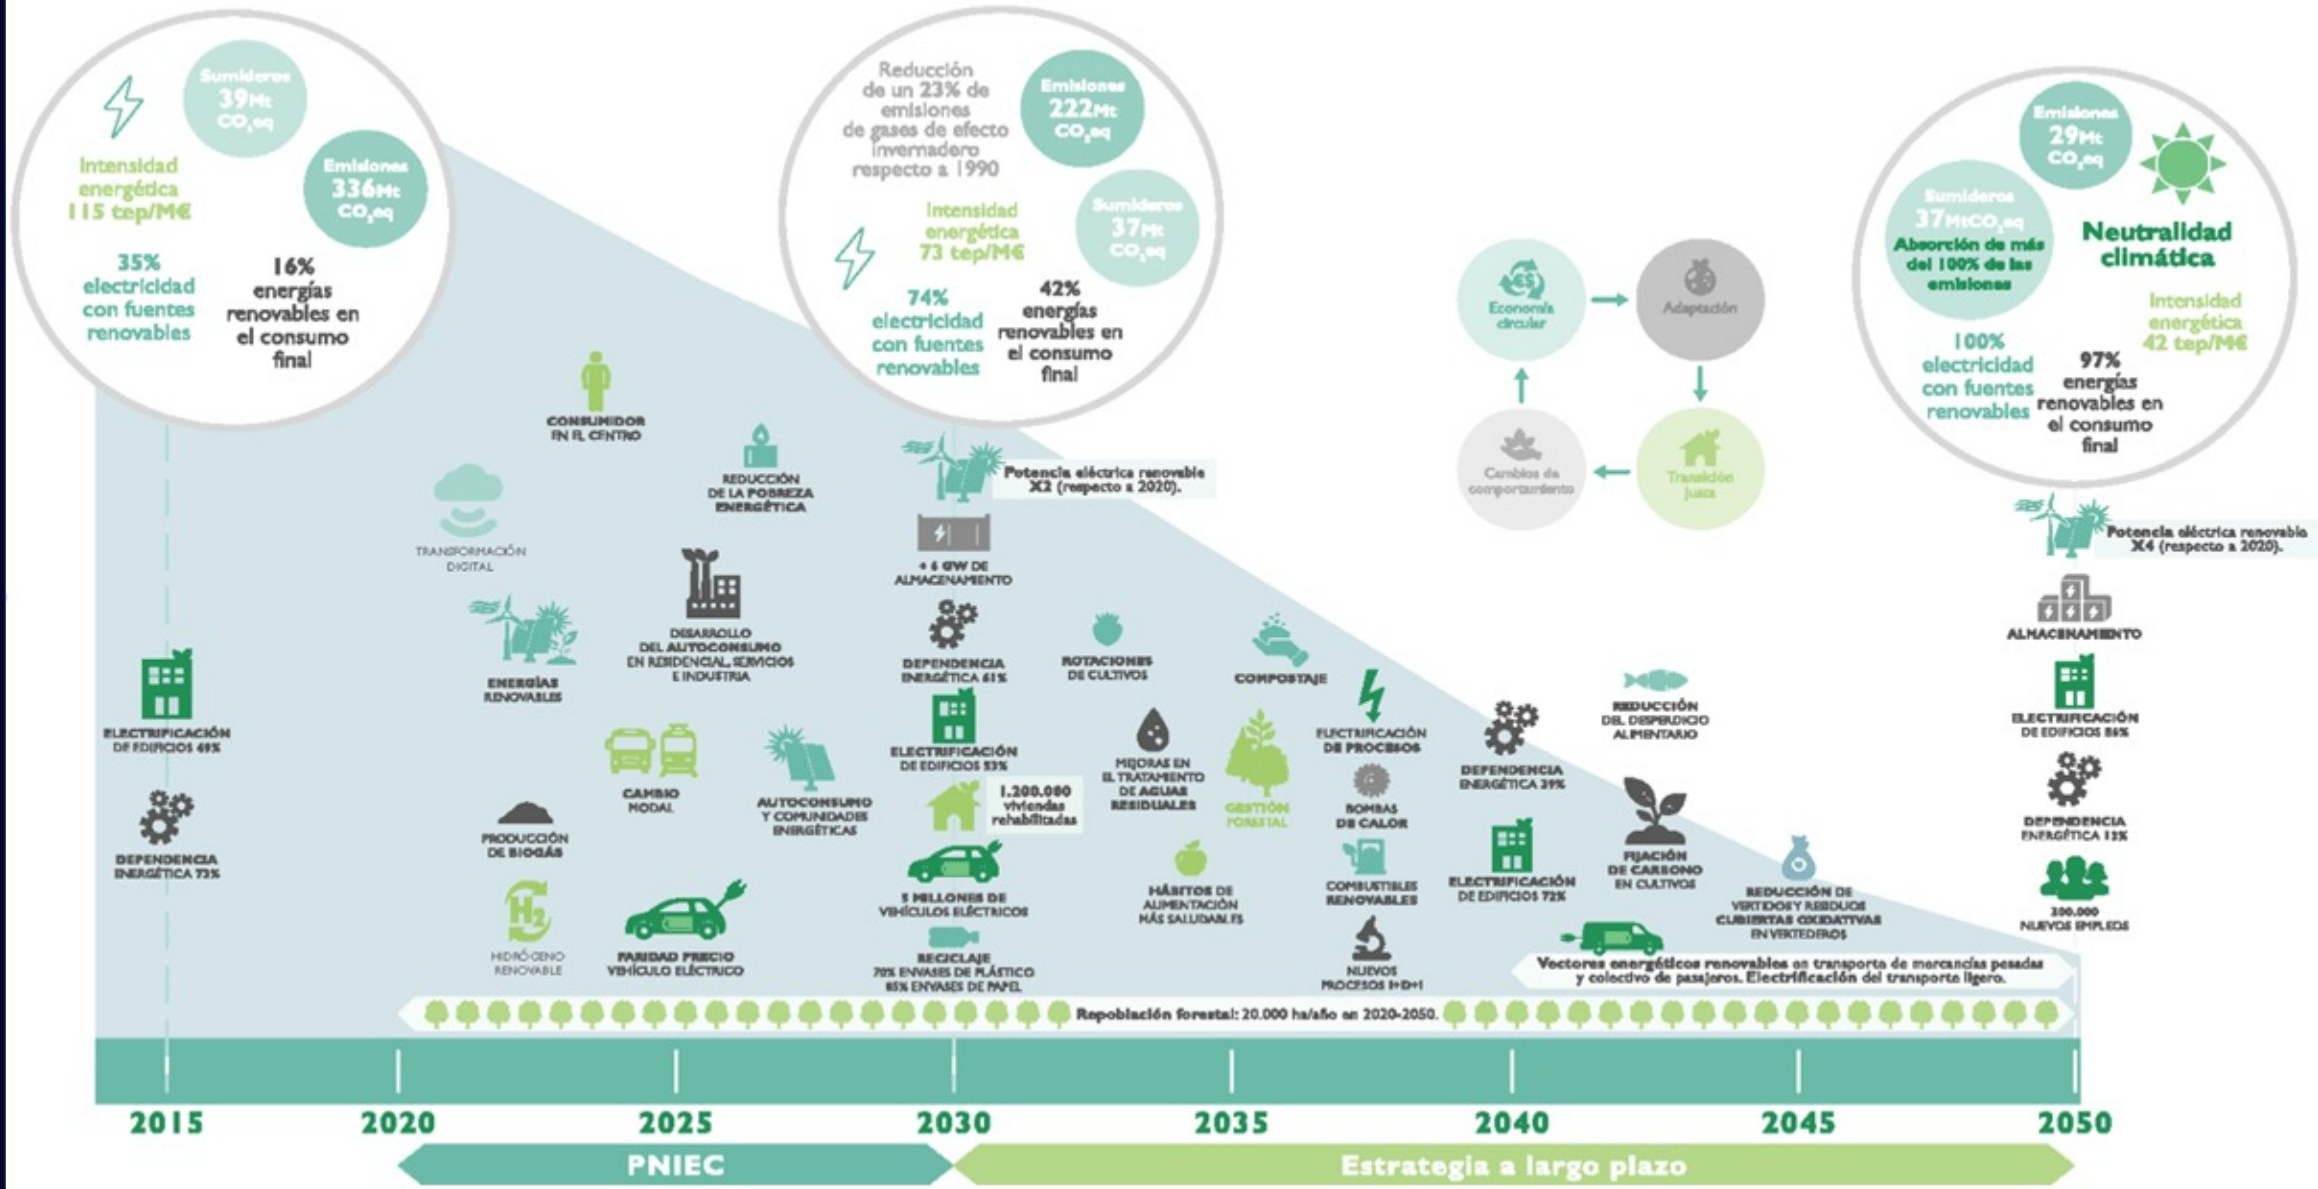 Sumideros
39Mt
CO₂eq
Intensidad
energética
115 tep/M€
Emisiones
336Mt
CO₂eq
35%
electricidad
con fuentes
renovables
16%
energías
renovables en
el consumo
final
Reducción
de un 23% de
emisiones
de gases de efecto
invernadero
respecto a 1990
Emisiones
222Mt
CO₂eq
Intensidad
energética
73 tep/M€
Sumideros
37Mt
CO₂eq
74%
electricidad
con fuentes
renovables
42%
energías
renovables en
el consumo
final
Economía
circular
Adaptación
Cambios de
comportamiento
Transición
Justa
Emisiones
29Mt
CO₂eq
Sumideros
37MtCO₂eq
Absorción de más
del 100% de las
emisiones
Neutralidad
climática
Intensidad
energética
42 tep/M€
100%
electricidad
con fuentes
renovables
97%
energías
renovables en
el consumo
final
ELECTRIFICACIÓN
DE EDIFICIOS
DEPENDENCIA
ENERGÉTICA 73%
CONSUMIDOR
EN EL CENTRO
REDUCCIÓN
DE LA POBREZA
ENERGÉTICA
TRANSFORMACIÓN
DIGITAL
DESARROLLO
DEL AUTOCONSUMO
EN RESIDENCIAL, SERVICIOS
E INDUSTRIA
ENERGÍAS
RENOVABLES
CAMBIO
MODAL
AUTOCONSUMO
Y COMUNIDADES
ENERGÉTICAS
PRODUCCIÓN
DE BIOGÁS
H₂
HIDRÓGENO
RENOVABLE
PARIDAD PRECIO
VEHÍCULO ELÉCTRICO
Potencia eléctrica renovable
X2 (respecto a 2020).
+ 6 GW DE
ALMACENAMIENTO
DEPENDENCIA
ENERGÉTICA 61%
ELECTRIFICACIÓN
DE EDIFICIOS 53%
1.200.000
viviendas
rehabilitadas
5 MILLONES DE
VEHÍCULOS ELÉCTRICOS
RECICLAJE
70% ENVASES DE PLÁSTICO
85% ENVASES DE PAPEL
ROTACIONES
DE CULTIVOS
COMPOSTAJE
MEJORAS EN
EL TRATAMIENTO
DE AGUAS
RESIDUALES
GESTIÓN
FORESTAL
ELECTRIFICACIÓN
DE PROCESOS
BOMBAS
DE CALOR
HÁBITOS DE
ALIMENTACIÓN
MÁS SALUDABLES
COMBUSTIBLES
RENOVABLES
NUEVOS
PROCESOS I+D+I
DEPENDENCIA
ENERGÉTICA 39%
ELECTRIFICACIÓN
DE EDIFICIOS 72%
REDUCCIÓN
DEL DESPERDICIO
ALIMENTARIO
FIJACIÓN
DE CARBONO
EN CULTIVOS
REDUCCIÓN DE
VERTIDOS Y RESIDUOS
CUBIERTAS OXIDATIVAS
EN VERTEDEROS
Vectores energéticos renovables en transporte de mercancías pesadas
y colectivo de pasajeros. Electrificación del transporte ligero.
Potencia eléctrica renovable
X4 (respecto a 2020).
ALMACENAMIENTO
ELECTRIFICACIÓN
DE EDIFICIOS
DEPENDENCIA
ENERGÉTICA 13%
NUEVOS EMPLEOS
Repoblación forestal: 20.000 ha/año en 2020-2050.
2015
2020
2025
2030
2035
2040
2045
2050
PNIEC
Estrategia a largo plazo